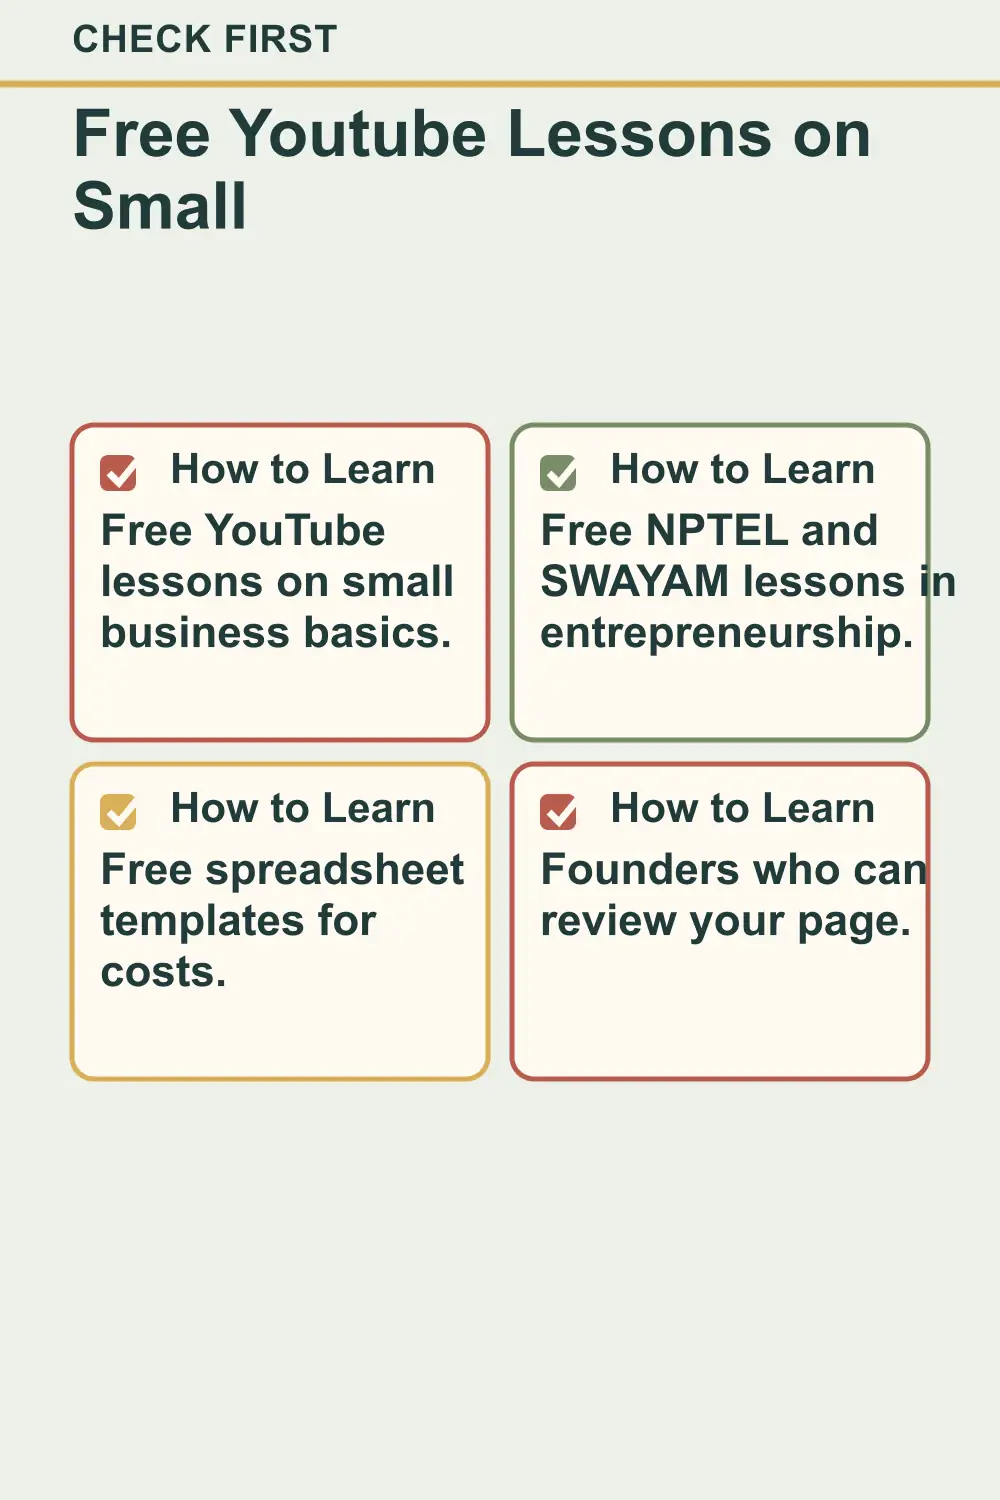 CHECK FIRST
Free Youtube Lessons on
Small
How to Learn
Free YouTube
lessons on small
business basics.
How to Learn
Free NPTEL and
SWAYAM lessons in
entrepreneurship.
How to Learn
Free spreadsheet
templates for
costs.
How to Learn
Founders who can
review your page.